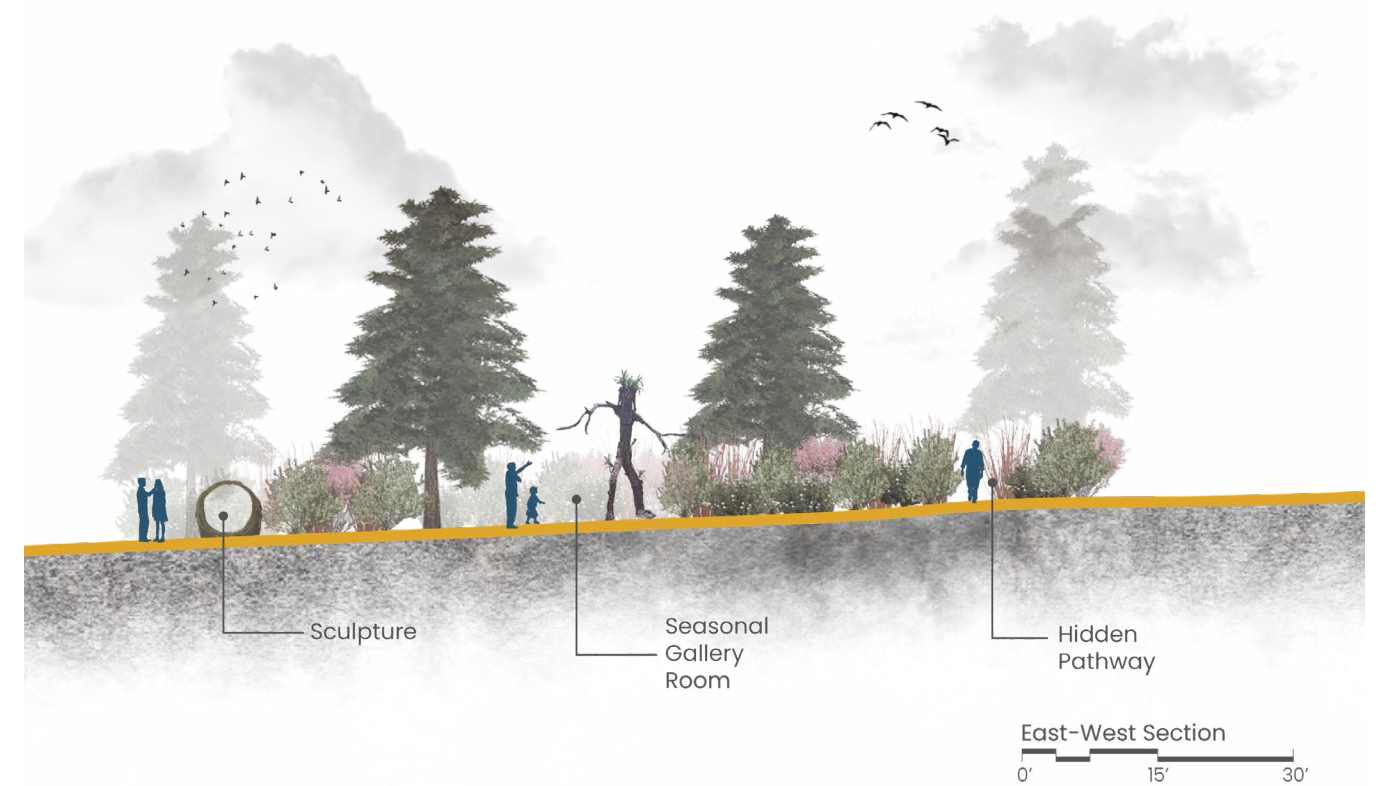 Sculpture
Seasonal
Gallery
Room
Hidden
Pathway
East-West Section
0’ 15’ 30’